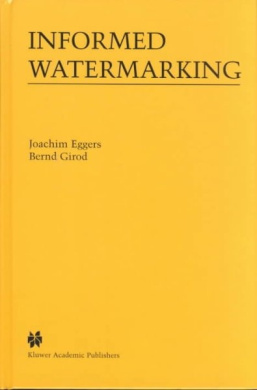 INFORMED
WATERMARKING
Joachim Eggers
Bernd Girod
Kluwer Academic Publishers